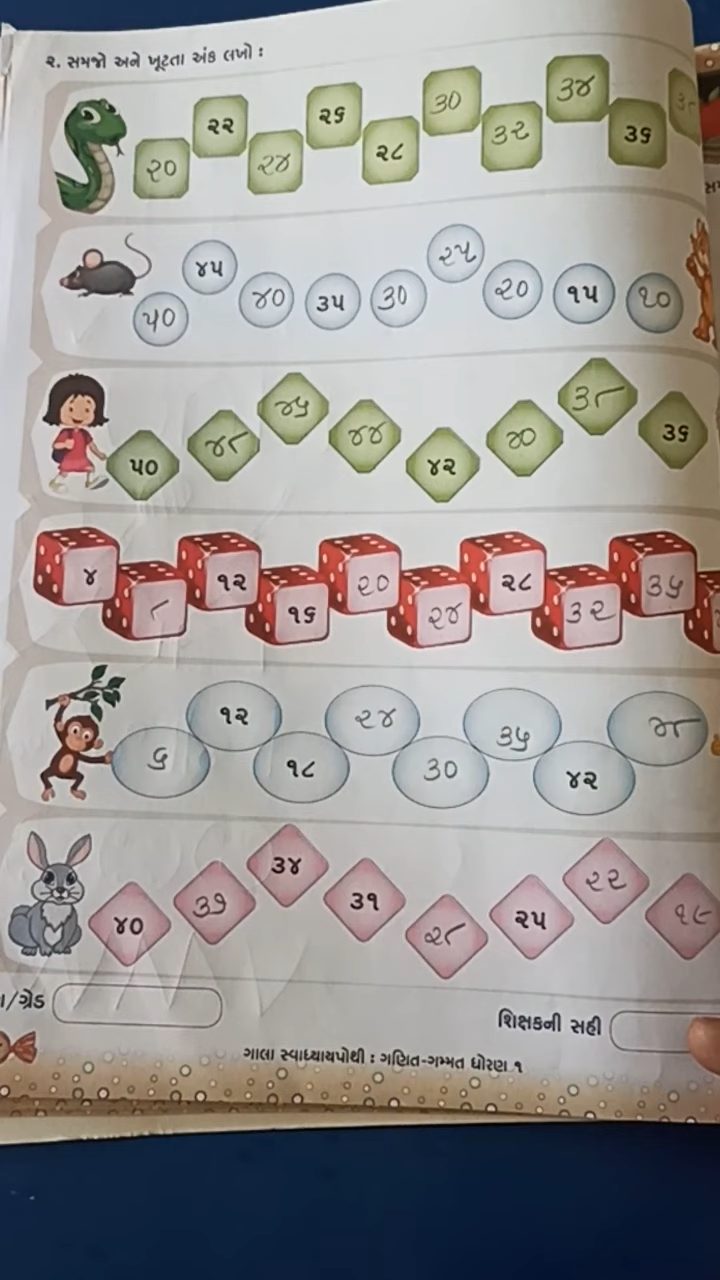 ૨. સમજો અને ખૂટતા અંક લખો :
૨૦ ૨૨ ૨૪ ૨૬ ૨૮ ૩૦ ૩૨ ૩૪ ૩૬
૫૦ ૪૫ ૪૦ ૩૫ ૩૦ ૨૫ ૨૦ ૧૫ ૧૦
૫૦ ૪૮ ૪૬ ૪૪ ૪૨ ૪૦ ૩૮ ૩૬
૪ ૮ ૧૨ ૧૬ ૨૦ ૨૪ ૨૮ ૩૨ ૩૬
૬ ૧૨ ૧૮ ૨૪ ૩૦ ૩૬ ૪૨ ૪૮
૪૦ ૩૭ ૩૪ ૩૧ ૨૮ ૨૫ ૨૨ ૧૯
/ગ્રેડ
શિક્ષકની સહી
ગાલા સ્વાધ્યાયપોથી : ગણિત-ગમ્મત ધોરણ ૧